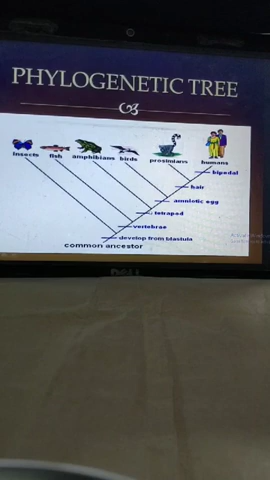 PHYLOGENETIC TREE
insects fish amphibians birds prosimians humans
bipedal
hair
amniotic egg
tetrapod
vertebrae
develop from blastula
common ancestor